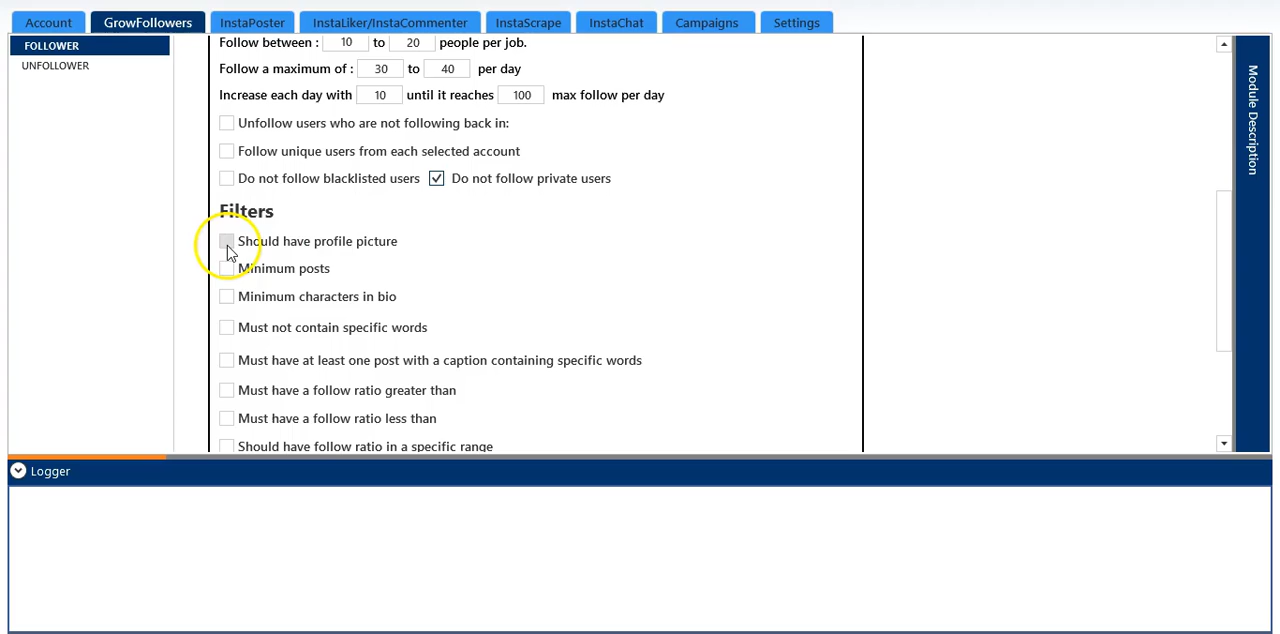 Account GrowFollowers InstaPoster InstaLiker/InstaCommenter InstaScrape InstaChat Campaigns Settings
FOLLOWER
UNFOLLOWER
Follow between : 10 to 20 people per job.
Follow a maximum of : 30 to 40 per day
Increase each day with 10 until it reaches 100 max follow per day
Unfollow users who are not following back in:
Follow unique users from each selected account
Do not follow blacklisted users Do not follow private users
Filters
Should have profile picture
Minimum posts
Minimum characters in bio
Must not contain specific words
Must have at least one post with a caption containing specific words
Must have a follow ratio greater than
Must have a follow ratio less than
Should have follow ratio in a specific range
Module Description
Logger